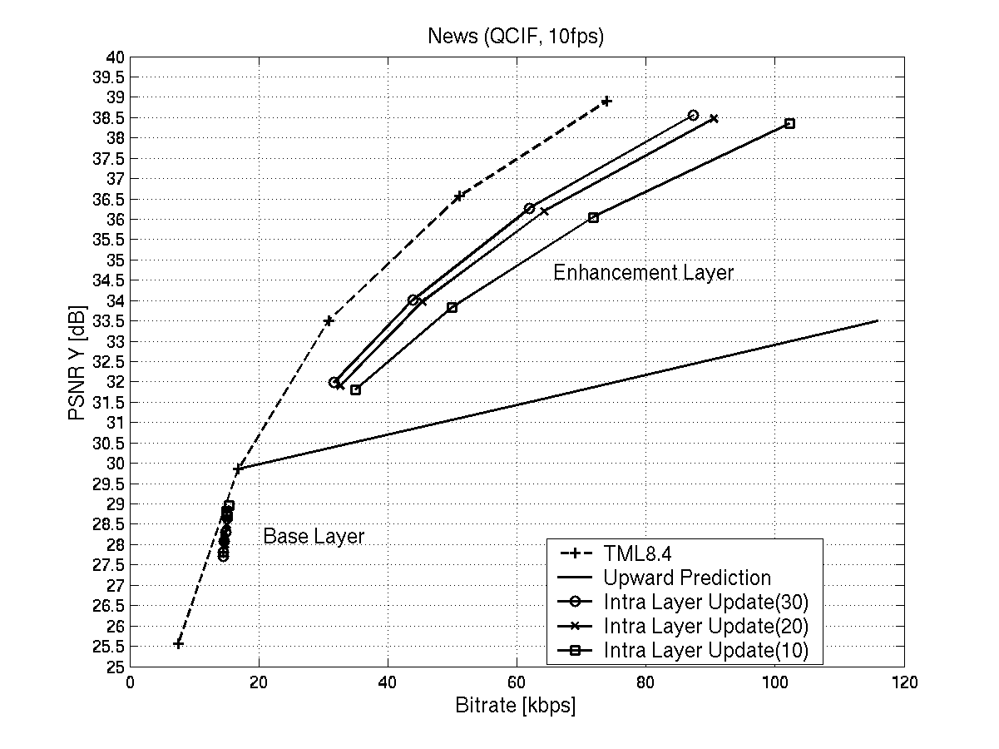 News (QCIF, 10fps)
40
39.5
39
38.5
38
37.5
37
36.5
36
35.5
35
34.5
34
33.5
33
32.5
32
31.5
31
30.5
30
29.5
29
28.5
28
27.5
27
26.5
26
25.5
25
PSNR Y [dB]
Enhancement Layer
Base Layer
TML8.4
Upward Prediction
Intra Layer Update(30)
Intra Layer Update(20)
Intra Layer Update(10)
0 20 40 60 80 100 120
Bitrate [kbps]